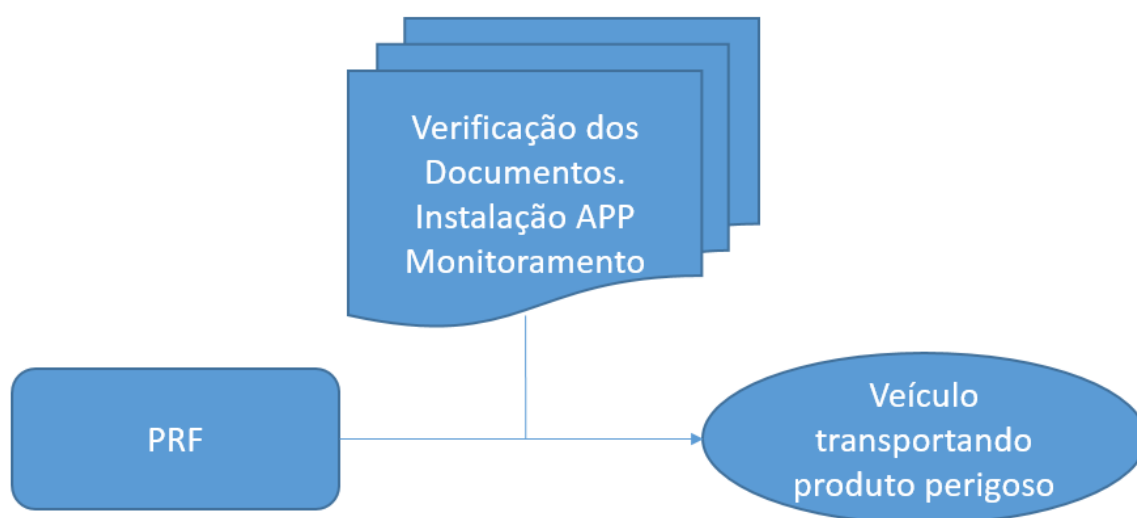 Verificação dos
Documentos.
Instalação APP
Monitoramento
PRF
Veículo
transportando
produto perigoso